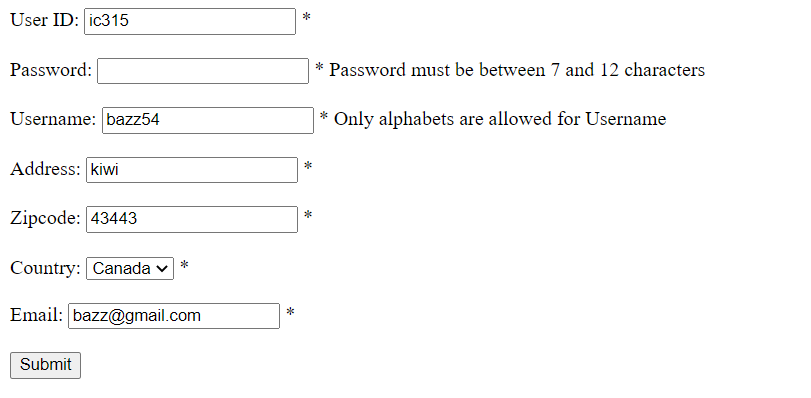 User ID: ic315 *
Password: * Password must be between 7 and 12 characters
Username: bazz54 * Only alphabets are allowed for Username
Address: kiwi *
Zipcode: 43443 *
Country: Canada *
Email: bazz@gmail.com *
Submit